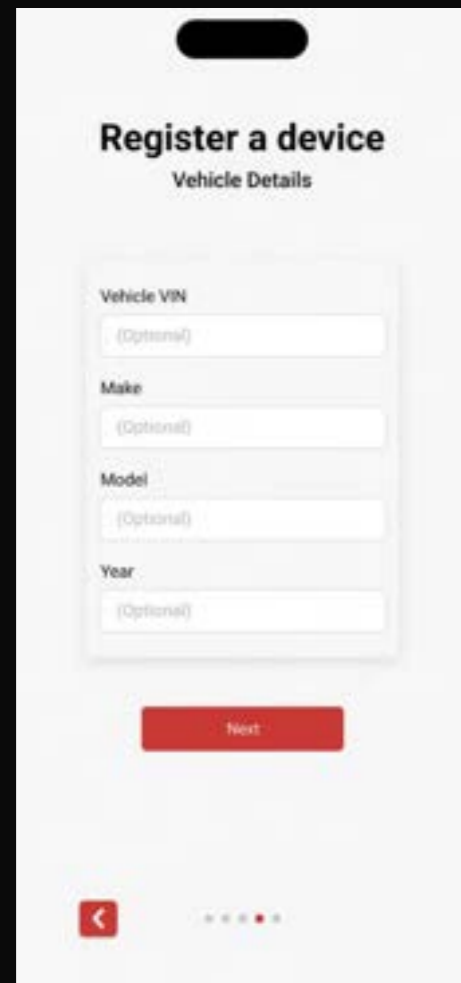 Register a device
Vehicle Details
Vehicle VIN
(Optional)
Make
(Optional)
Model
(Optional)
Year
(Optional)
Next